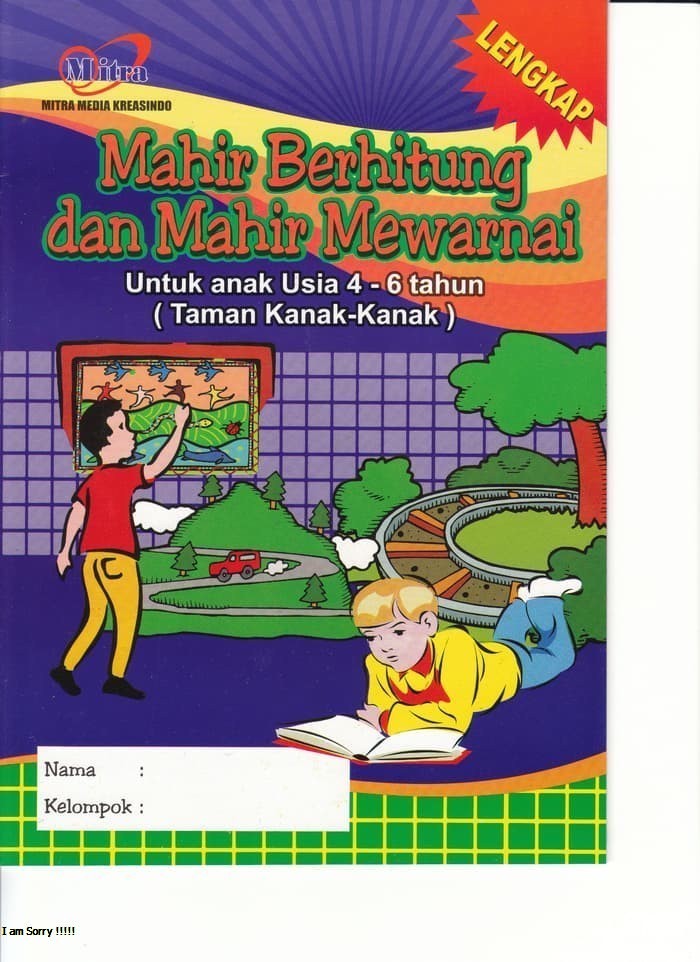 Mitra
MITRA MEDIA KREASINDO
LENGKAP
Mahir Berhitung
dan Mahir Mewarnai
Untuk anak Usia 4 - 6 tahun
( Taman Kanak-Kanak )
Nama :
Kelompok :
I am Sorry !!!!!